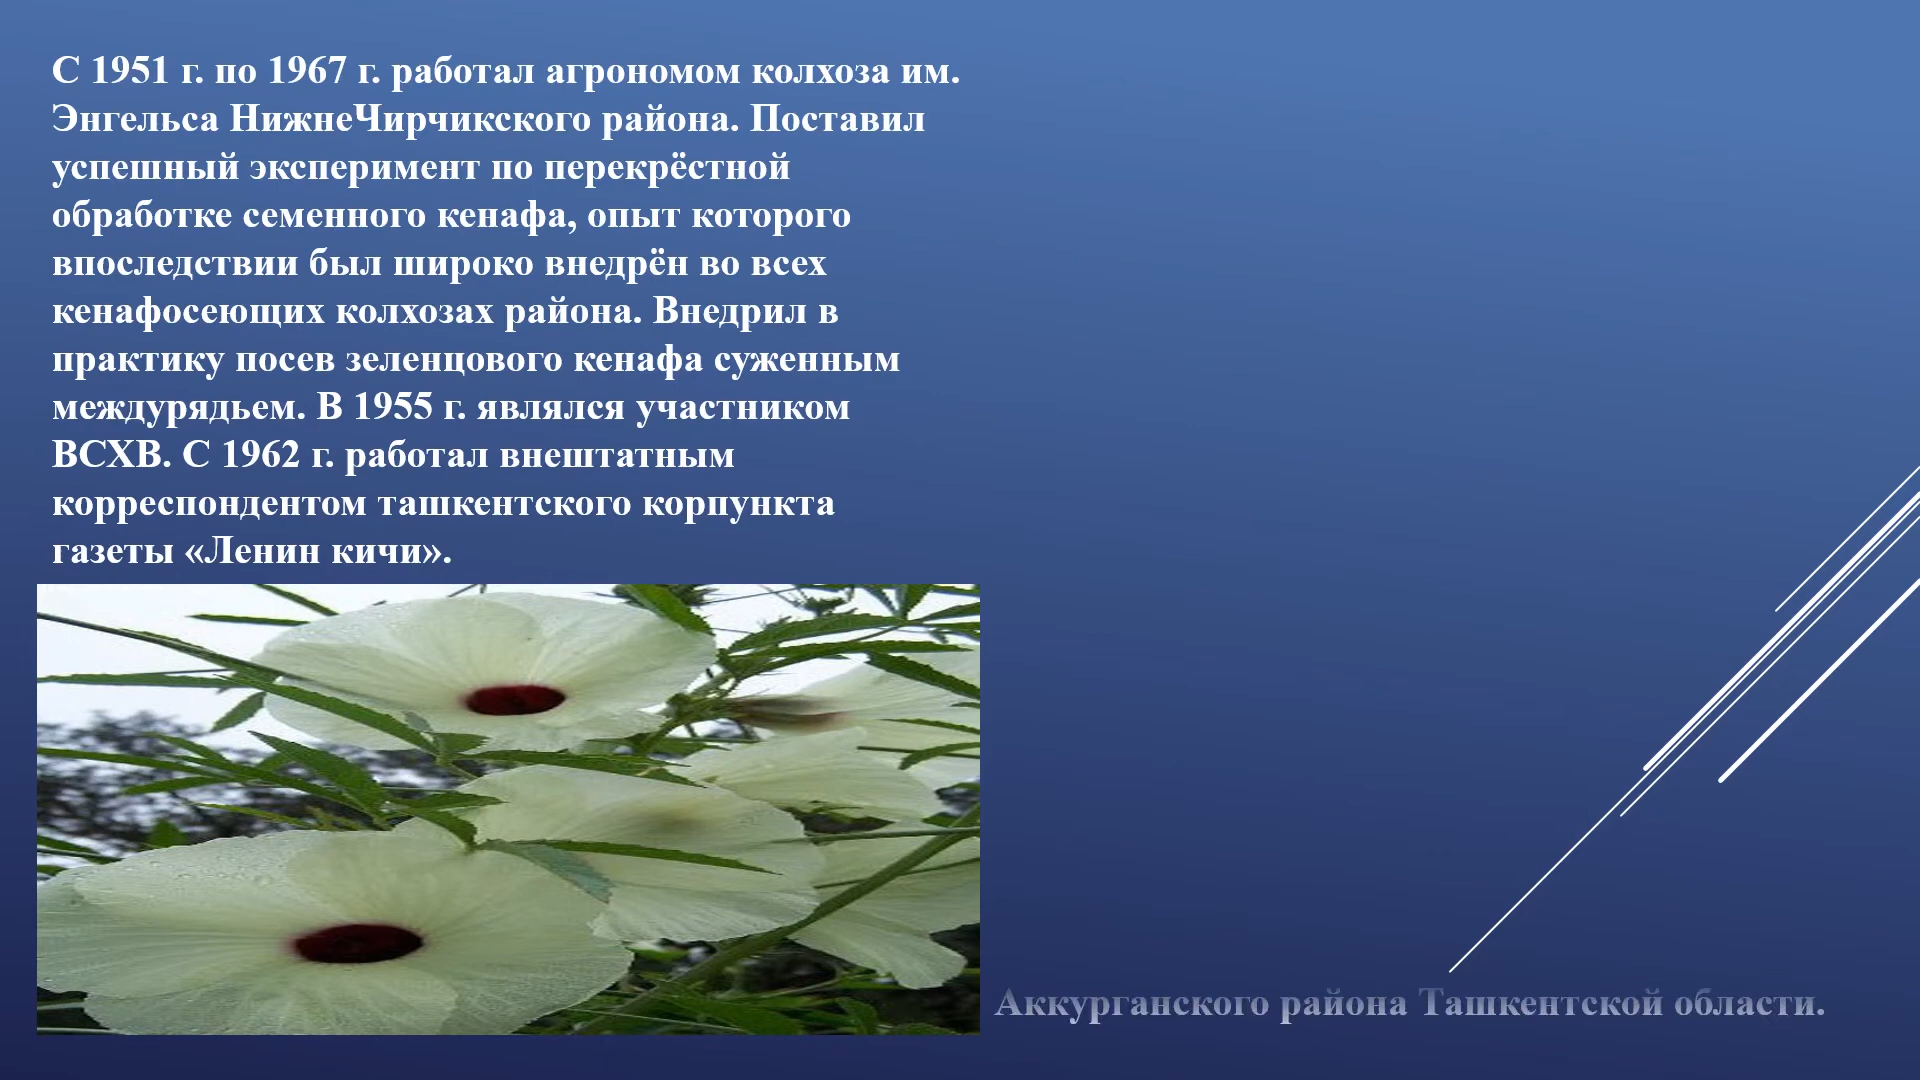 С 1951 г. по 1967 г. работал агрономом колхоза им.
Энгельса НижнеЧирчикского района. Поставил
успешный эксперимент по перекрёстной
обработке семенного кенафа, опыт которого
впоследствии был широко внедрён во всех
кенафосеющих колхозах района. Внедрил в
практику посев зеленцового кенафа суженным
междурядьем. В 1955 г. являлся участником
ВСХВ. С 1962 г. работал внештатным
корреспондентом ташкентского корпункта
газеты «Ленин кичи».
Аккурганского района Ташкентской области.